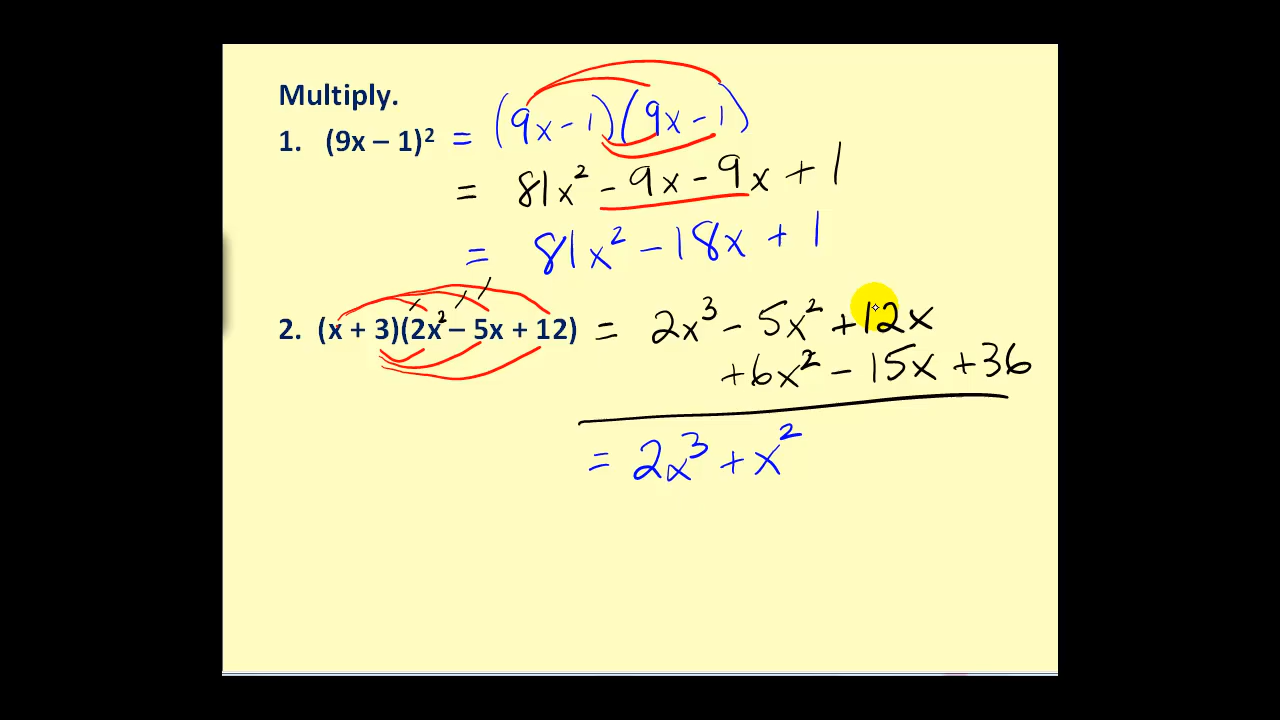 Multiply.
1. (9x – 1)² = (9x - 1)(9x - 1)
= 81x² - 9x - 9x + 1
= 81x² - 18x + 1
2. (x + 3)(2x² – 5x + 12) = 2x³ - 5x² + 12x
+ 6x² - 15x + 36
= 2x³ + x²